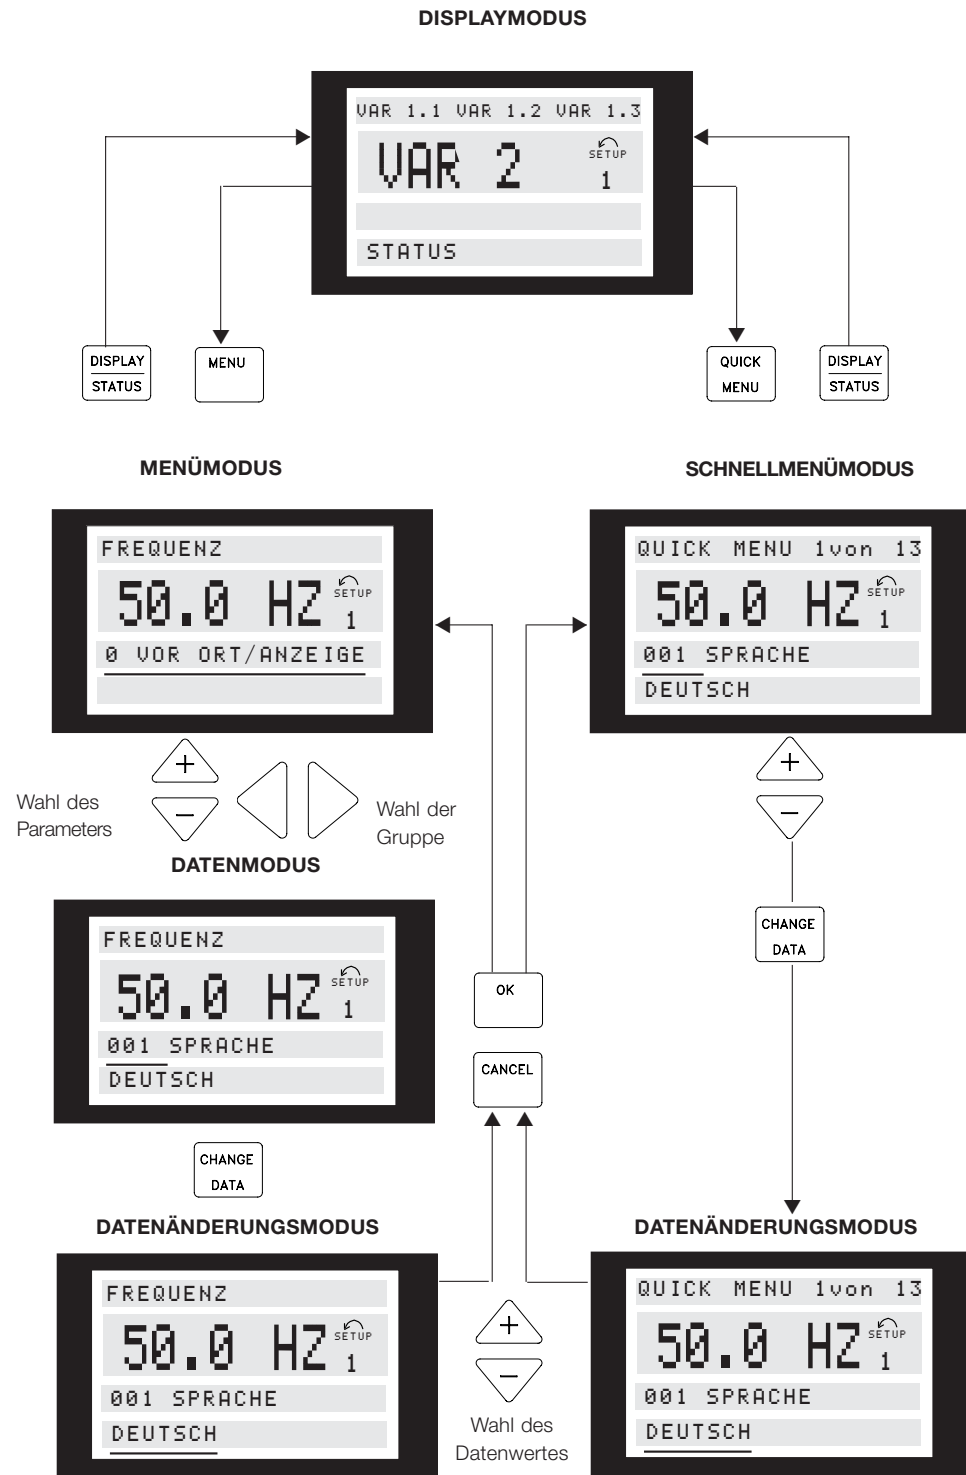 DISPLAYMODUS
VAR 1.1 VAR 1.2 VAR 1.3
VAR 2
SETUP
1
STATUS
DISPLAY
STATUS
MENU
QUICK
MENU
DISPLAY
STATUS
MENÜMODUS
FREQUENZ
50.0 HZ
SETUP
1
0 VOR ORT/ANZEIGE
SCHNELLMENÜMODUS
QUICK MENU 1von 13
50.0 HZ
SETUP
1
001 SPRACHE
DEUTSCH
+
−
Wahl des
Parameters
Wahl der
Gruppe
+
−
DATENMODUS
FREQUENZ
50.0 HZ
SETUP
1
001 SPRACHE
DEUTSCH
CHANGE
DATA
OK
CANCEL
CHANGE
DATA
DATENÄNDERUNGSMODUS
FREQUENZ
50.0 HZ
SETUP
1
001 SPRACHE
DEUTSCH
+
−
Wahl des
Datenwertes
DATENÄNDERUNGSMODUS
QUICK MENU 1von 13
50.0 HZ
SETUP
1
001 SPRACHE
DEUTSCH